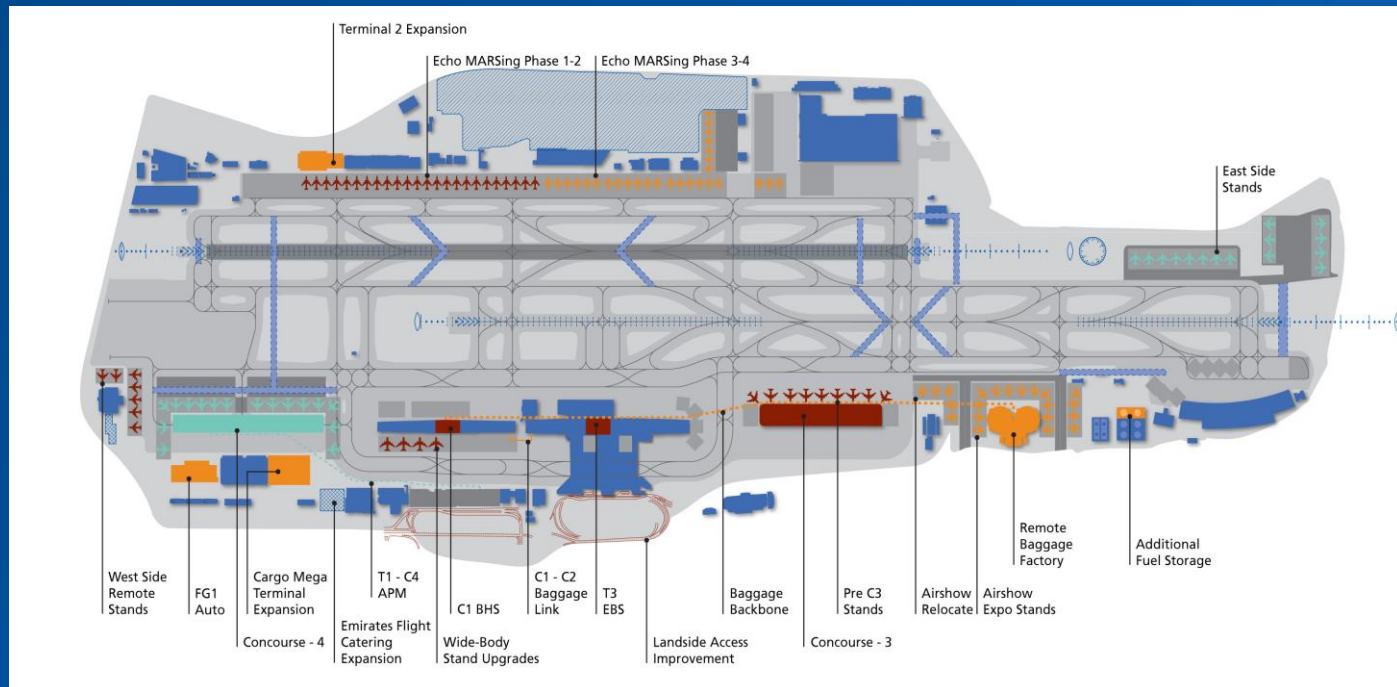 Terminal 2 Expansion
Echo MARSing Phase 1-2
Echo MARSing Phase 3-4
East Side
Stands
West Side
Remote
Stands
FG1
Auto
Cargo Mega
Terminal
Expansion
T1 - C4
APM
C1 BHS
C1 - C2
Baggage
Link
T3
EBS
Baggage
Backbone
Pre C3
Stands
Airshow
Relocate
Airshow
Expo Stands
Remote
Baggage
Factory
Additional
Fuel Storage
Concourse - 4
Emirates Flight
Catering
Expansion
Wide-Body
Stand Upgrades
Landside Access
Improvement
Concourse - 3